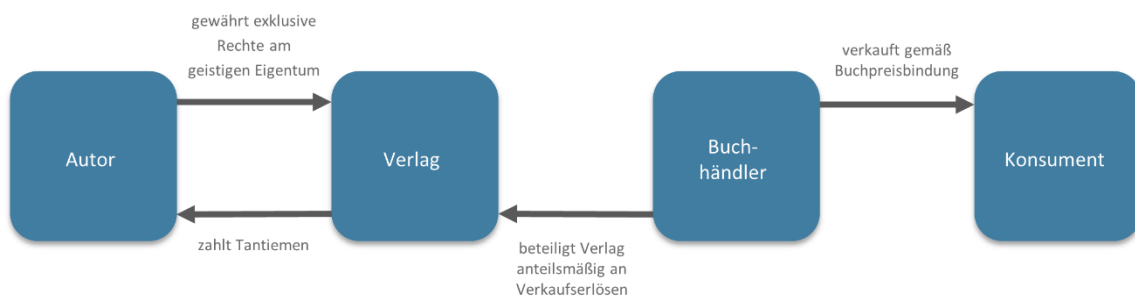 gewährt exklusive
Rechte am
geistigen Eigentum
verkauft gemäß
Buchpreisbindung
Autor
Verlag
Buch-
händler
Konsument
zahlt Tantiemen
beteiligt Verlag
anteilsmäßig an
Verkaufserlösen